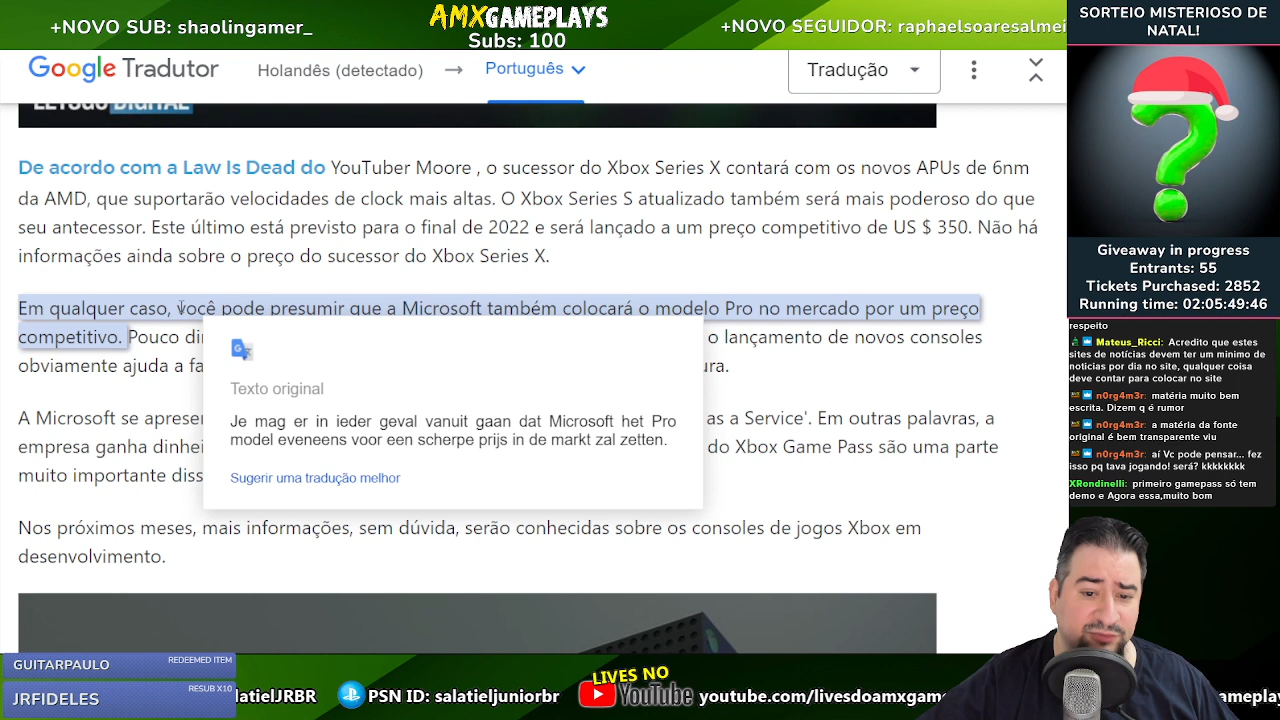 +NOVO SUB: shaolingamer_
AMXGAMEPLAYS
Subs: 100
+NOVO SEGUIDOR: raphaelsoaresalmei
SORTEIO MISTERIOSO DE
NATAL!
Google Tradutor
Holandês (detectado)
Português
Tradução
LETSGO DIGITAL
De acordo com a Law Is Dead do YouTuber Moore , o sucessor do Xbox Series X contará com os novos APUs de 6nm
da AMD, que suportarão velocidades de clock mais altas. O Xbox Series S atualizado também será mais poderoso do que
seu antecessor. Este último está previsto para o final de 2022 e será lançado a um preço competitivo de US $ 350. Não há
informações ainda sobre o preço do sucessor do Xbox Series X.
Em qualquer caso, você pode presumir que a Microsoft também colocará o modelo Pro no mercado por um preço
competitivo. Pouco di
o lançamento de novos consoles
obviamente ajuda a fa
ura.
Texto original
Je mag er in ieder geval vanuit gaan dat Microsoft het Pro
model eveneens voor een scherpe prijs in de markt zal zetten.
Sugerir uma tradução melhor
A Microsoft se apreser
as a Service'. Em outras palavras, a
empresa ganha dinhei
do Xbox Game Pass são uma parte
muito importante diss
Nos próximos meses, mais informações, sem dúvida, serão conhecidas sobre os consoles de jogos Xbox em
desenvolvimento.
Giveaway in progress
Entrants: 55
Tickets Purchased: 2852
Running time: 02:05:49:46
respeito
Mateus_Ricci: Acredito que estes
sites de notícias devem ter um minimo de
noticias por dia no site, qualquer coisa
deve contar para colocar no site
n0rg4m3r: matéria muito bem
escrita. Dizem q é rumor
n0rg4m3r: a matéria da fonte
original é bem transparente vlu
n0rg4m3r: aí Vc pode pensar... fez
isso pq tava jogando! será? kkkkkkkk
XRondinelli: primeiro gamepass só tem
demo e Agora essa,muito bom
GUITARPAULO
REDEEMED ITEM
JRFIDELES
RESUB X10
latielJRBR
PSN ID: salatieljuniorbr
LIVES NO
YouTube
youtube.com/livesdoamxgam
gameplay